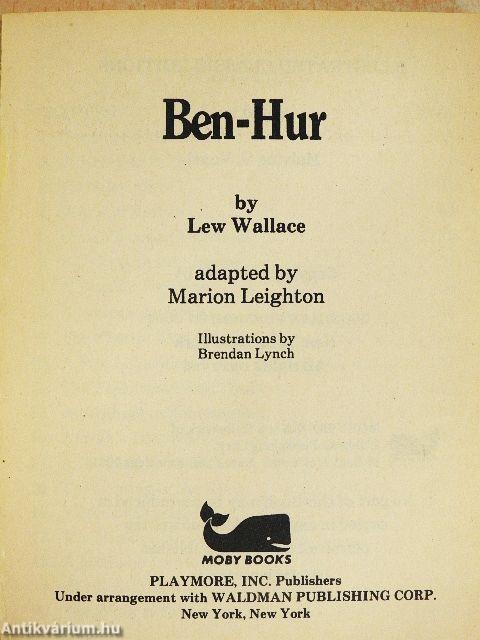 Ben-Hur
by
Lew Wallace
adapted by
Marion Leighton
Illustrations by
Brendan Lynch
MOBY BOOKS
PLAYMORE, INC. Publishers
Under arrangement with WALDMAN PUBLISHING CORP.
New York, New York
Antikvárium.hu